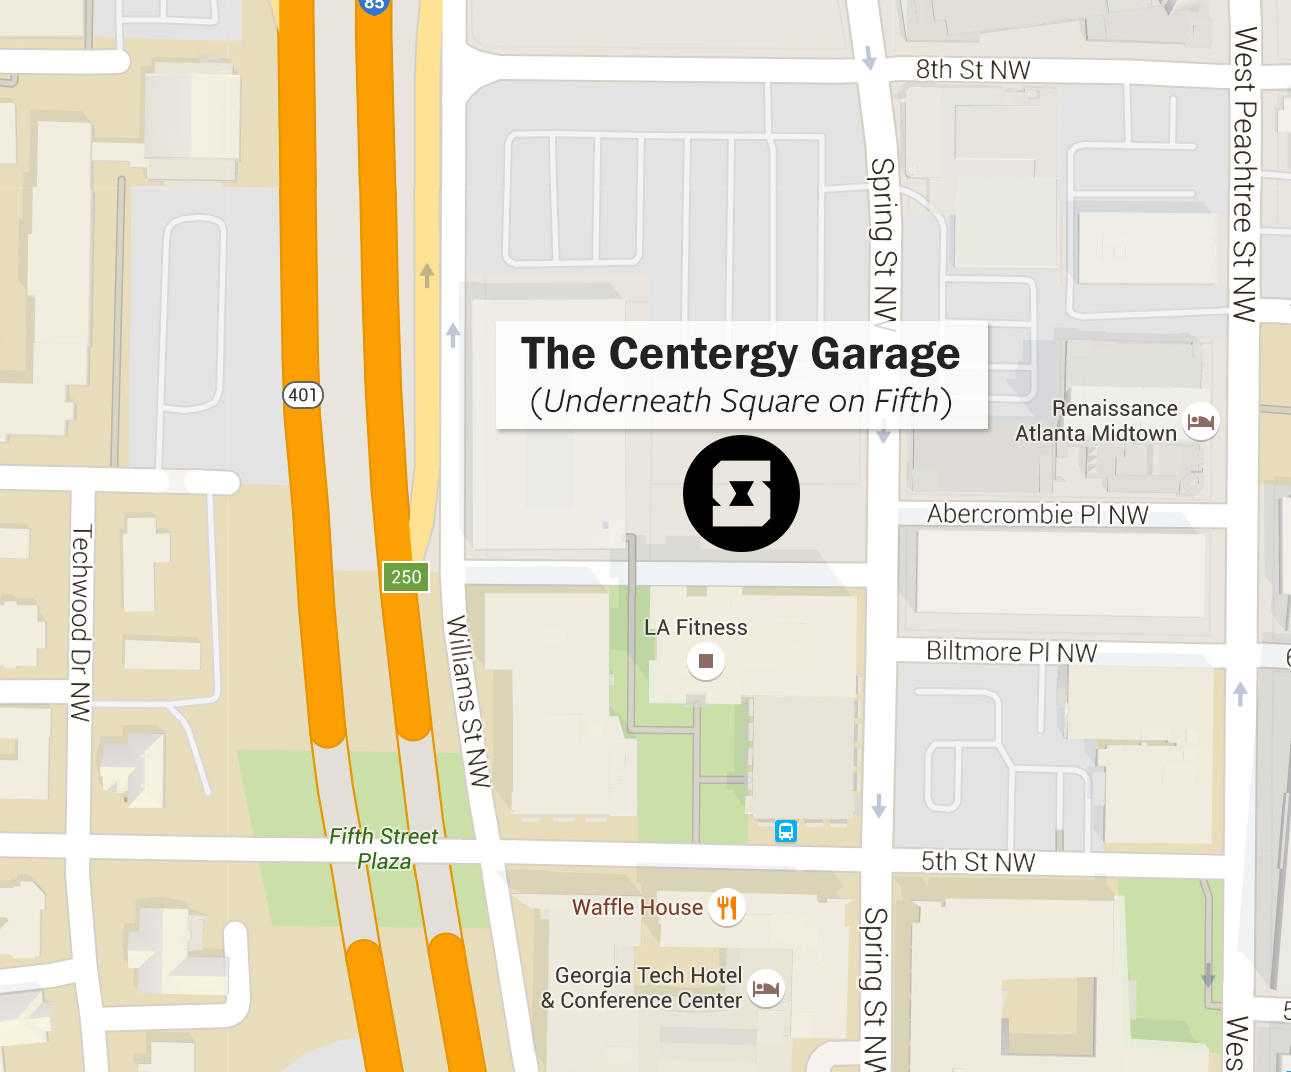 85
8th St NW
West Peachtree St NW
Spring St NW
The Centergy Garage
(Underneath Square on Fifth)
401
Renaissance
Atlanta Midtown
Abercrombie Pl NW
Techwood Dr NW
250
Williams St NW
LA Fitness
Biltmore Pl NW
6
Fifth Street
Plaza
5th St NW
Waffle House
Spring St NW
Georgia Tech Hotel
& Conference Center
5
Wes